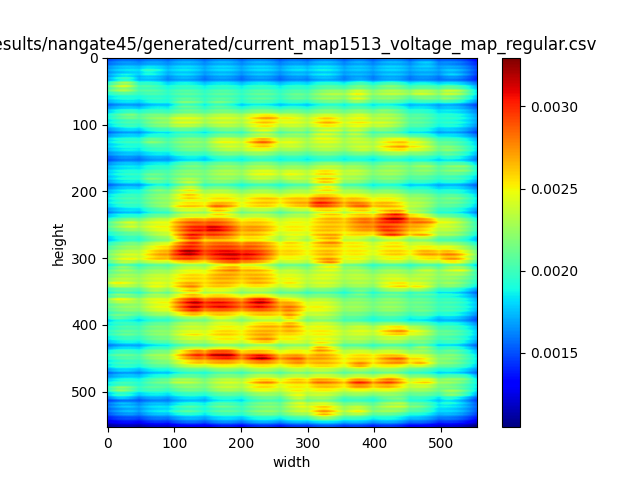 esults/nangate45/generated/current_map1513_voltage_map_regular.csv
0
100
200
300
400
500
height
0 100 200 300 400 500
width
0.0030
0.0025
0.0020
0.0015